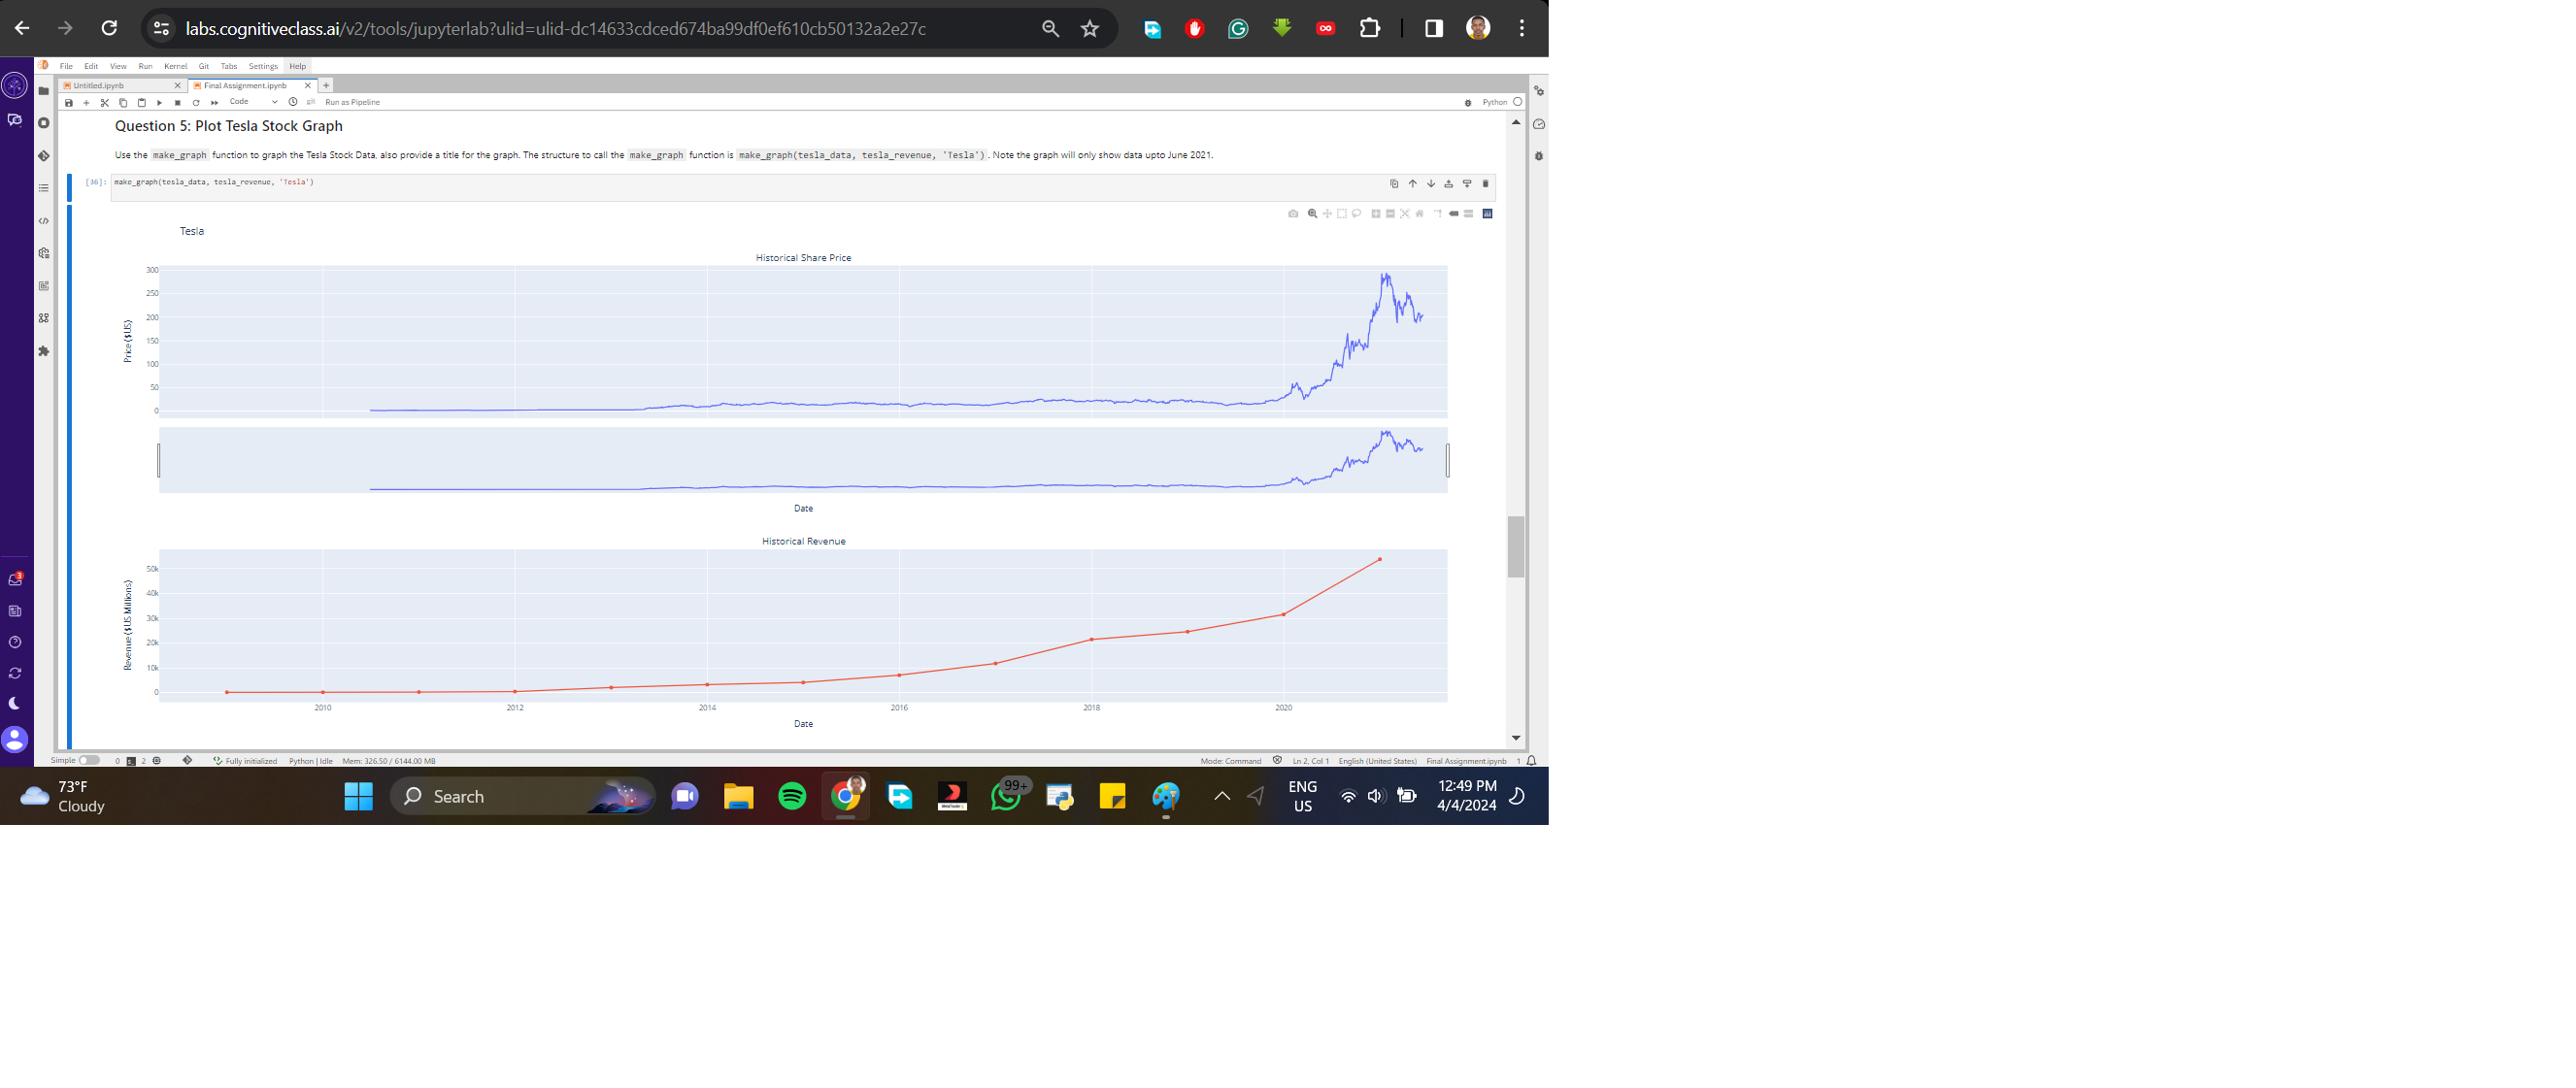 labs.cognitiveclass.ai/v2/tools/jupyterlab?ulid=ulid-dc14633cdced674ba99df0ef610cb50132a2e27c
File Edit View Run Kernel Git Tabs Settings Help
Untitled.ipynb
Final Assignment.ipynb
Code
git
Run as Pipeline
Python
Question 5: Plot Tesla Stock Graph
Use the make_graph function to graph the Tesla Stock Data, also provide a title for the graph. The structure to call the make_graph function is make_graph(tesla_data, tesla_revenue, 'Tesla'). Note the graph will only show data upto June 2021.
[36]: make_graph(tesla_data, tesla_revenue, 'Tesla')
Tesla
Historical Share Price
300
250
200
150
100
50
0
Price ($US)
Date
Historical Revenue
50k
40k
30k
20k
10k
0
Revenue ($US Millions)
2010 2012 2014 2016 2018 2020
Date
3
Simple 0 2 Fully initialized Python | Idle Mem: 326.50 / 6144.00 MB Mode: Command Ln 2, Col 1 English (United States) Final Assignment.ipynb 1
73°F
Cloudy
Search
99+
ENG
US
12:49 PM
4/4/2024